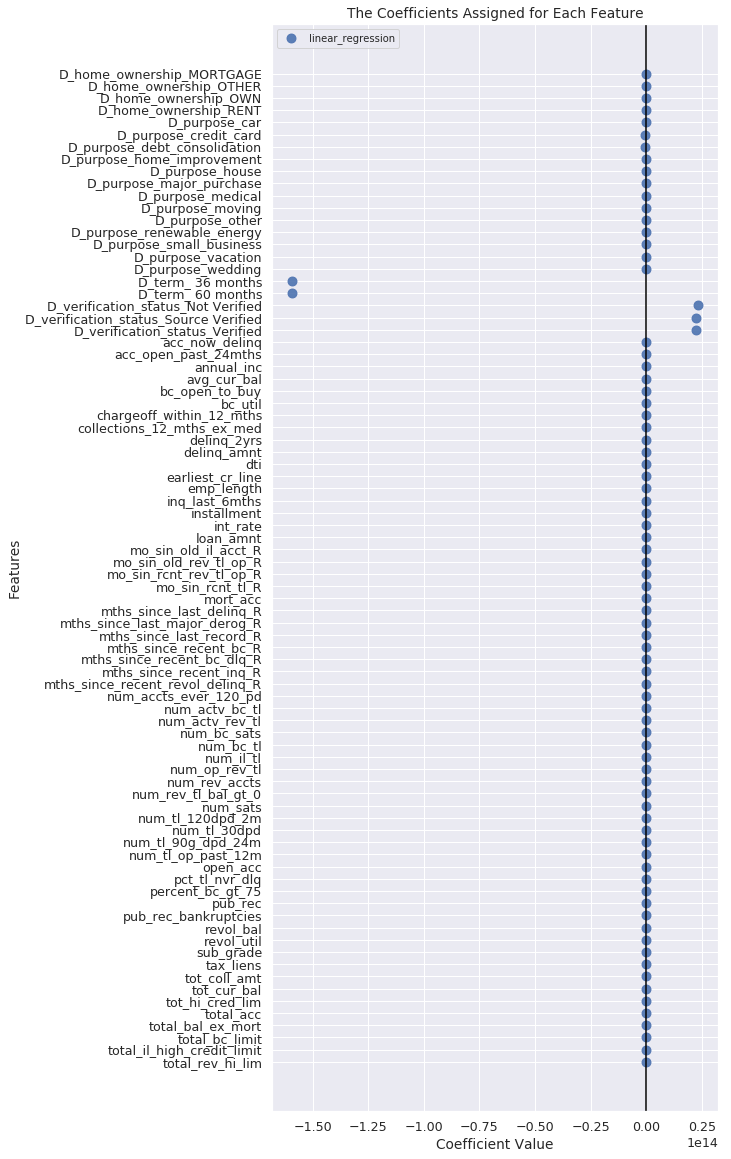 The Coefficients Assigned for Each Feature
linear_regression
D_home_ownership_MORTGAGE
D_home_ownership_OTHER
D_home_ownership_OWN
D_home_ownership_RENT
D_purpose_car
D_purpose_credit_card
D_purpose_debt_consolidation
D_purpose_home_improvement
D_purpose_house
D_purpose_major_purchase
D_purpose_medical
D_purpose_moving
D_purpose_other
D_purpose_renewable_energy
D_purpose_small_business
D_purpose_vacation
D_purpose_wedding
D_term_ 36 months
D_term_ 60 months
D_verification_status_Not Verified
D_verification_status_Source Verified
D_verification_status_Verified
acc_now_delinq
acc_open_past_24mths
annual_inc
avg_cur_bal
bc_open_to_buy
bc_util
chargeoff_within_12_mths
collections_12_mths_ex_med
delinq_2yrs
delinq_amnt
dti
earliest_cr_line
emp_length
inq_last_6mths
installment
int_rate
loan_amnt
mo_sin_old_il_acct_R
mo_sin_old_rev_tl_op_R
mo_sin_rcnt_rev_tl_op_R
mo_sin_rcnt_tl_R
mort_acc
mths_since_last_delinq_R
mths_since_last_major_derog_R
mths_since_last_record_R
mths_since_recent_bc_R
mths_since_recent_bc_dlq_R
mths_since_recent_inq_R
mths_since_recent_revol_delinq_R
num_accts_ever_120_pd
num_actv_bc_tl
num_actv_rev_tl
num_bc_sats
num_bc_tl
num_il_tl
num_op_rev_tl
num_rev_accts
num_rev_tl_bal_gt_0
num_sats
num_tl_120dpd_2m
num_tl_30dpd
num_tl_90g_dpd_24m
num_tl_op_past_12m
open_acc
pct_tl_nvr_dlq
percent_bc_gt_75
pub_rec
pub_rec_bankruptcies
revol_bal
revol_util
sub_grade
tax_liens
tot_coll_amt
tot_cur_bal
tot_hi_cred_lim
total_acc
total_bal_ex_mort
total_bc_limit
total_il_high_credit_limit
total_rev_hi_lim
Features
−1.50 −1.25 −1.00 −0.75 −0.50 −0.25 0.00 0.25
1e14
Coefficient Value